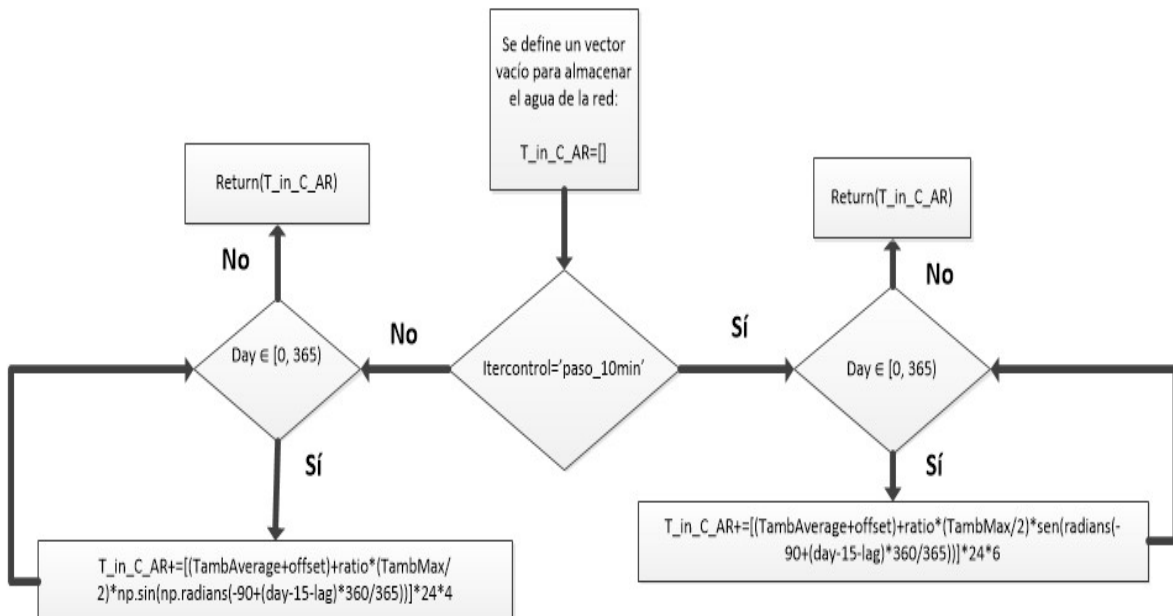 Se define un vector
vacío para almacenar
el agua de la red:
T_in_C_AR=[]
Return(T_in_C_AR)
Return(T_in_C_AR)
No
No
Day ∈ [0, 365)
No
Itercontrol='paso_10min'
Sí
Day ∈ [0, 365)
Sí
Sí
T_in_C_AR+=[(TambAverage+offset)+ratio*(TambMax/
2)*np.sin(np.radians(-90+(day-15-lag)*360/365))]*24*4
T_in_C_AR+=[(TambAverage+offset)+ratio*(TambMax/2)*sen(radians(-
90+(day-15-lag)*360/365))]*24*6